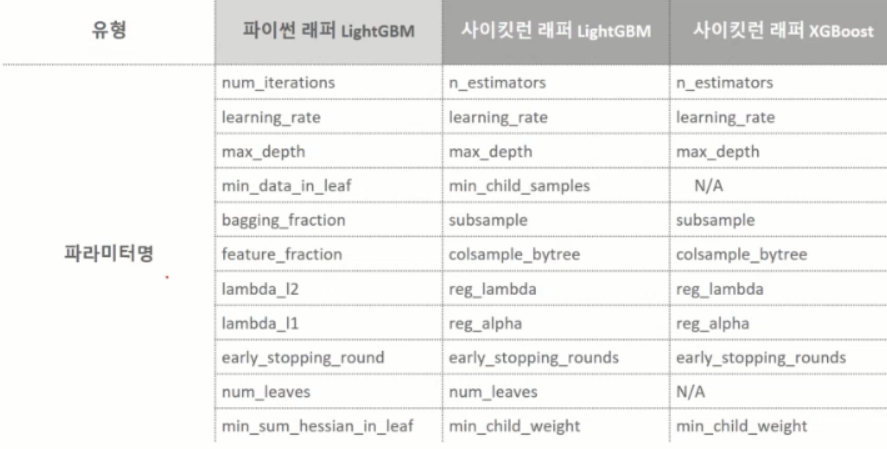 유형 파이썬 래퍼 LightGBM 사이킷런 래퍼 LightGBM 사이킷런 래퍼 XGBoost
num_iterations n_estimators n_estimators
learning_rate learning_rate learning_rate
max_depth max_depth max_depth
min_data_in_leaf min_child_samples N/A
bagging_fraction subsample subsample
파라미터명 feature_fraction colsample_bytree colsample_bytree
lambda_l2 reg_lambda reg_lambda
lambda_l1 reg_alpha reg_alpha
early_stopping_round early_stopping_rounds early_stopping_rounds
num_leaves num_leaves N/A
min_sum_hessian_in_leaf min_child_weight min_child_weight